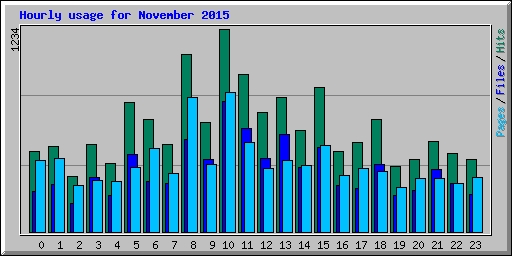 Hourly usage for November 2015
1234
Pages/Files/Hits
0 1 2 3 4 5 6 7 8 9 10 11 12 13 14 15 16 17 18 19 20 21 22 23